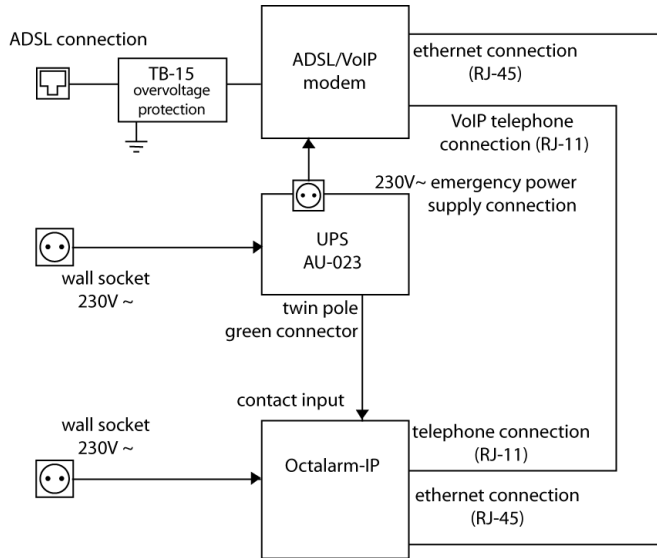 ADSL connection
TB-15
overvoltage
protection
ADSL/VoIP
modem
ethernet connection
(RJ-45)
VoIP telephone
connection (RJ-11)
230V~ emergency power
supply connection
UPS
AU-023
wall socket
230V ~
twin pole
green connector
contact input
wall socket
230V ~
Octalarm-IP
telephone connection
(RJ-11)
ethernet connection
(RJ-45)